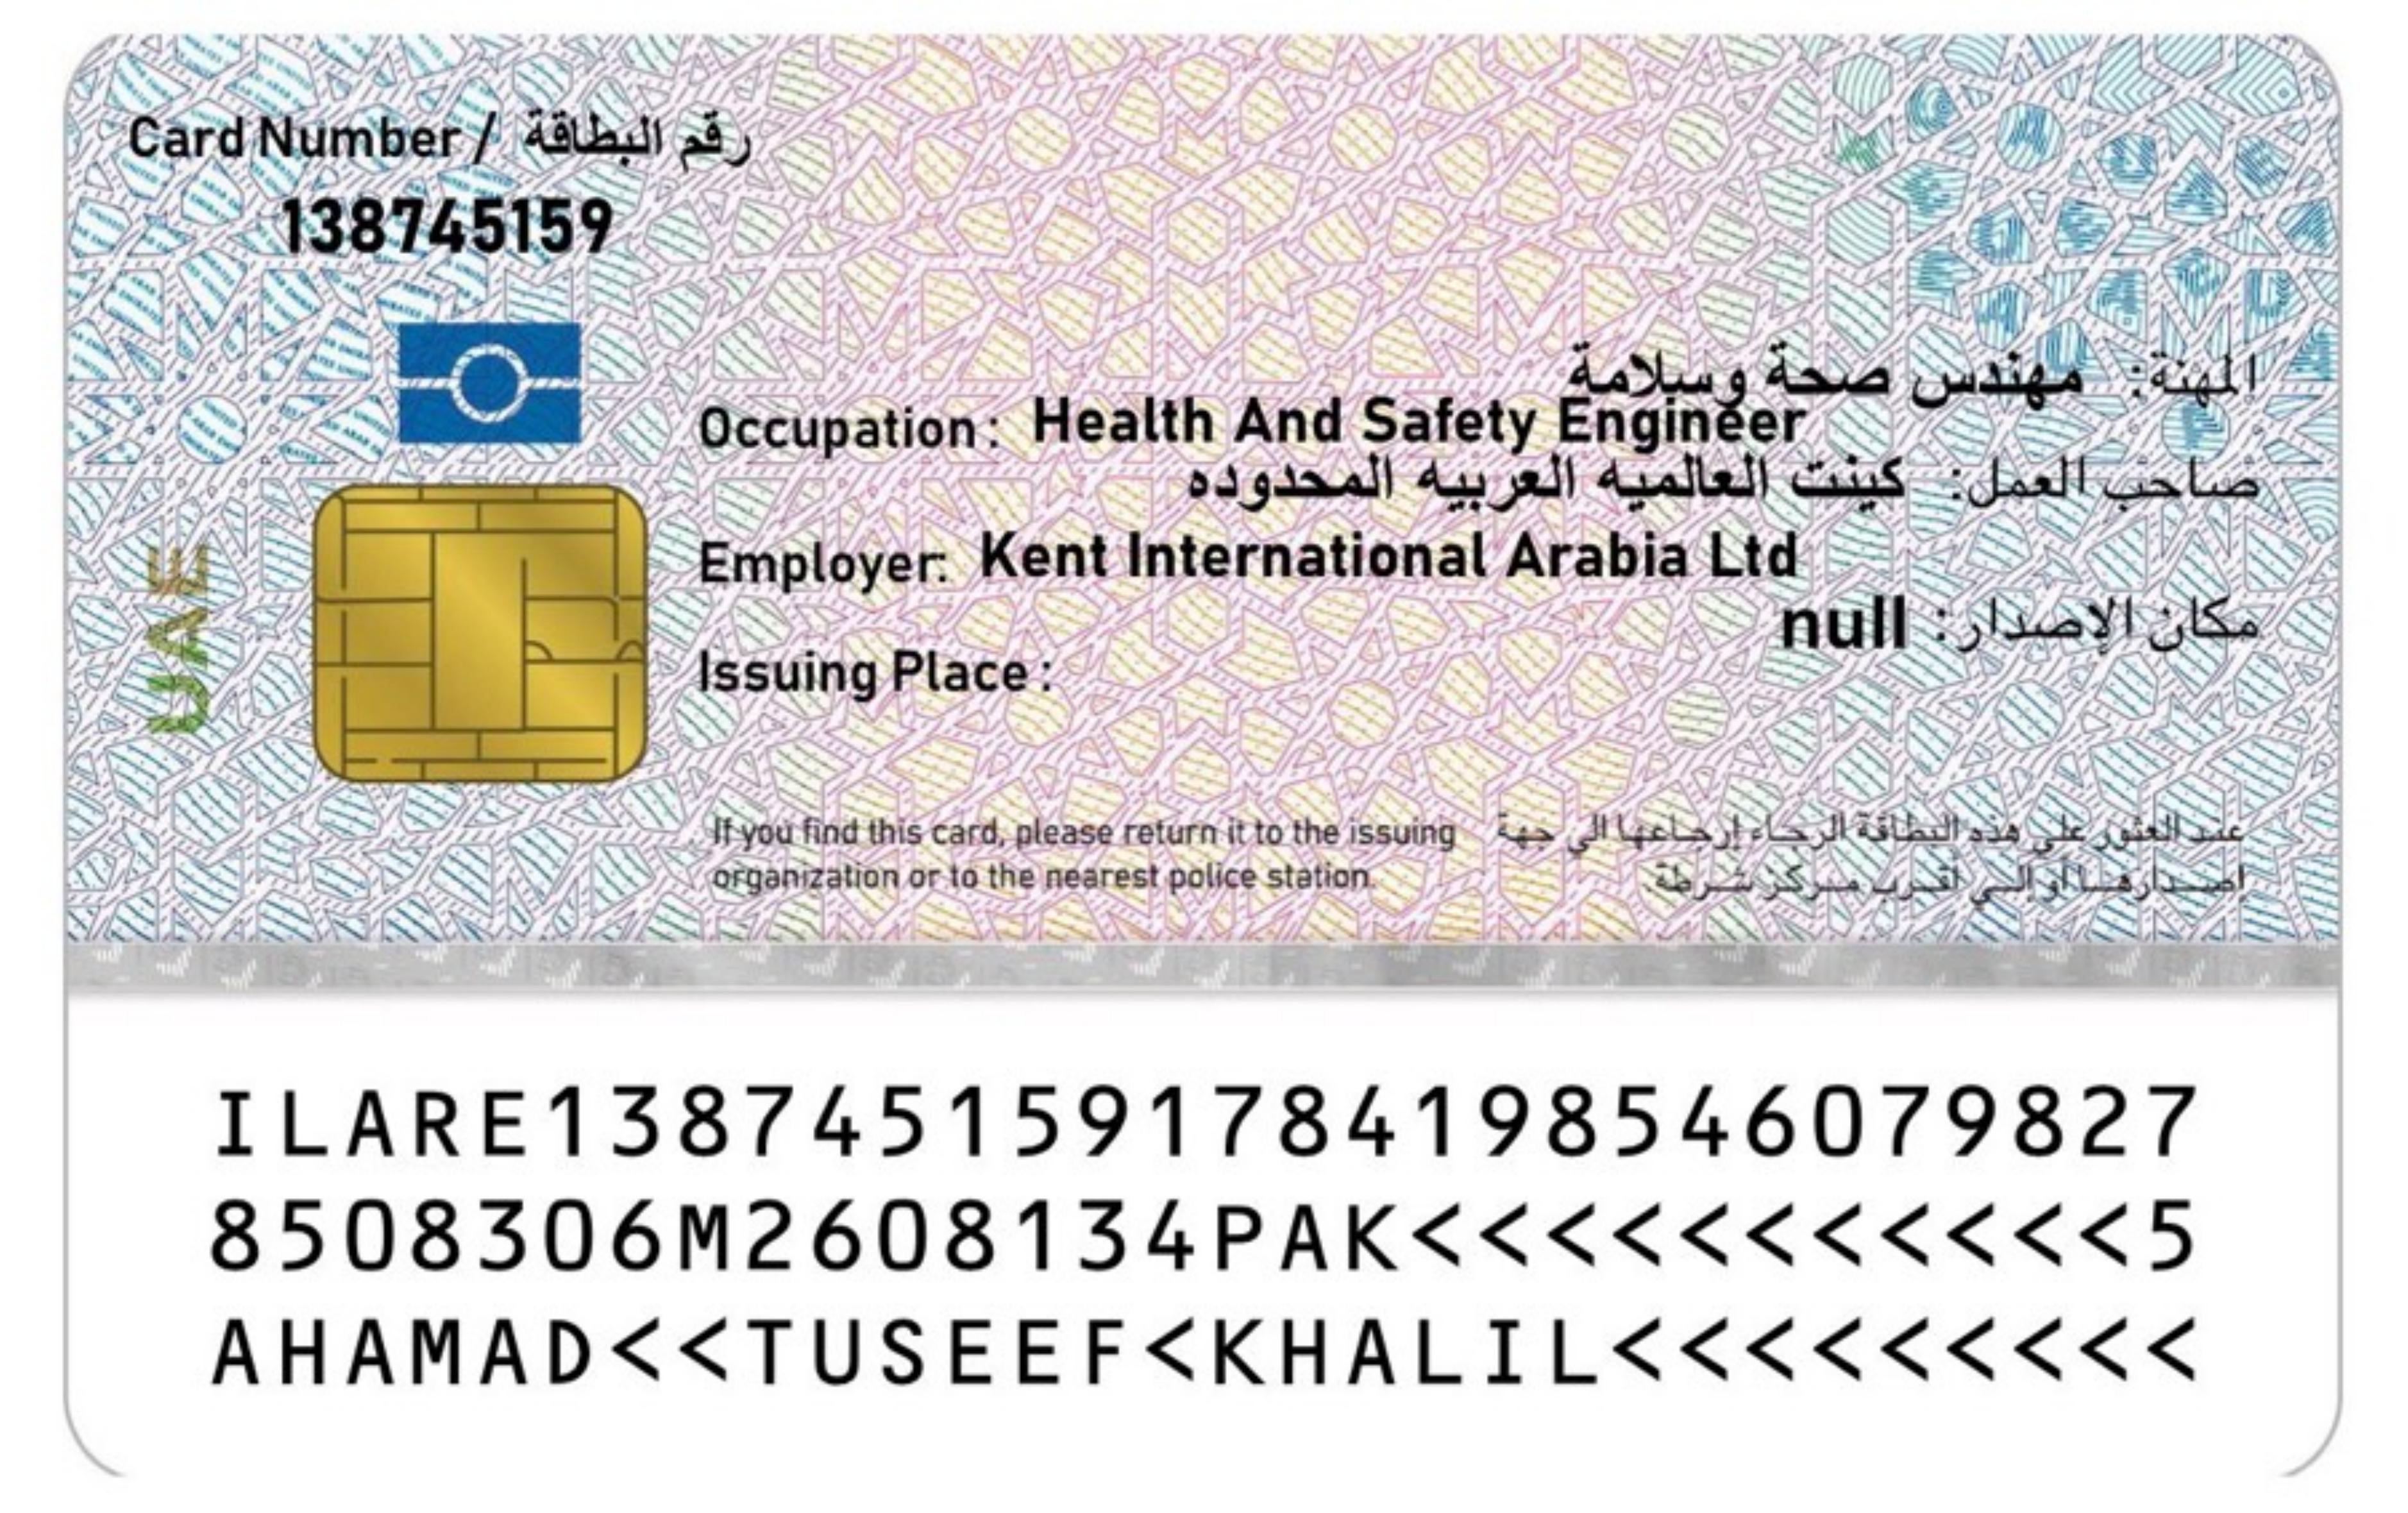 Card Number / رقم البطاقة
138745159
المهنة: مهندس صحة وسلامة
Occupation: Health And Safety Engineer
صاحب العمل: كينت العالميه العربيه المحدوده
Employer: Kent International Arabia Ltd
مكان الإصدار: null
Issuing Place:
UAE
If you find this card, please return it to the issuing
organization or to the nearest police station.
عند العثور على هذه البطاقة الرجاء إرجاعها الى جهة
اصدارها أو الى أقرب مركز شرطة.
ILARE1387451591784198546079827
8508306M2608134PAK<<<<<<<<<<<5
AHAMAD<<TUSEEF<KHALIL<<<<<<<<<